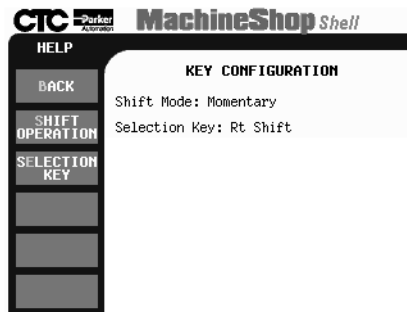 CTC Parker Automation MachineShop Shell
HELP
KEY CONFIGURATION
BACK
Shift Mode: Momentary
SHIFT OPERATION
Selection Key: Rt Shift
SELECTION KEY